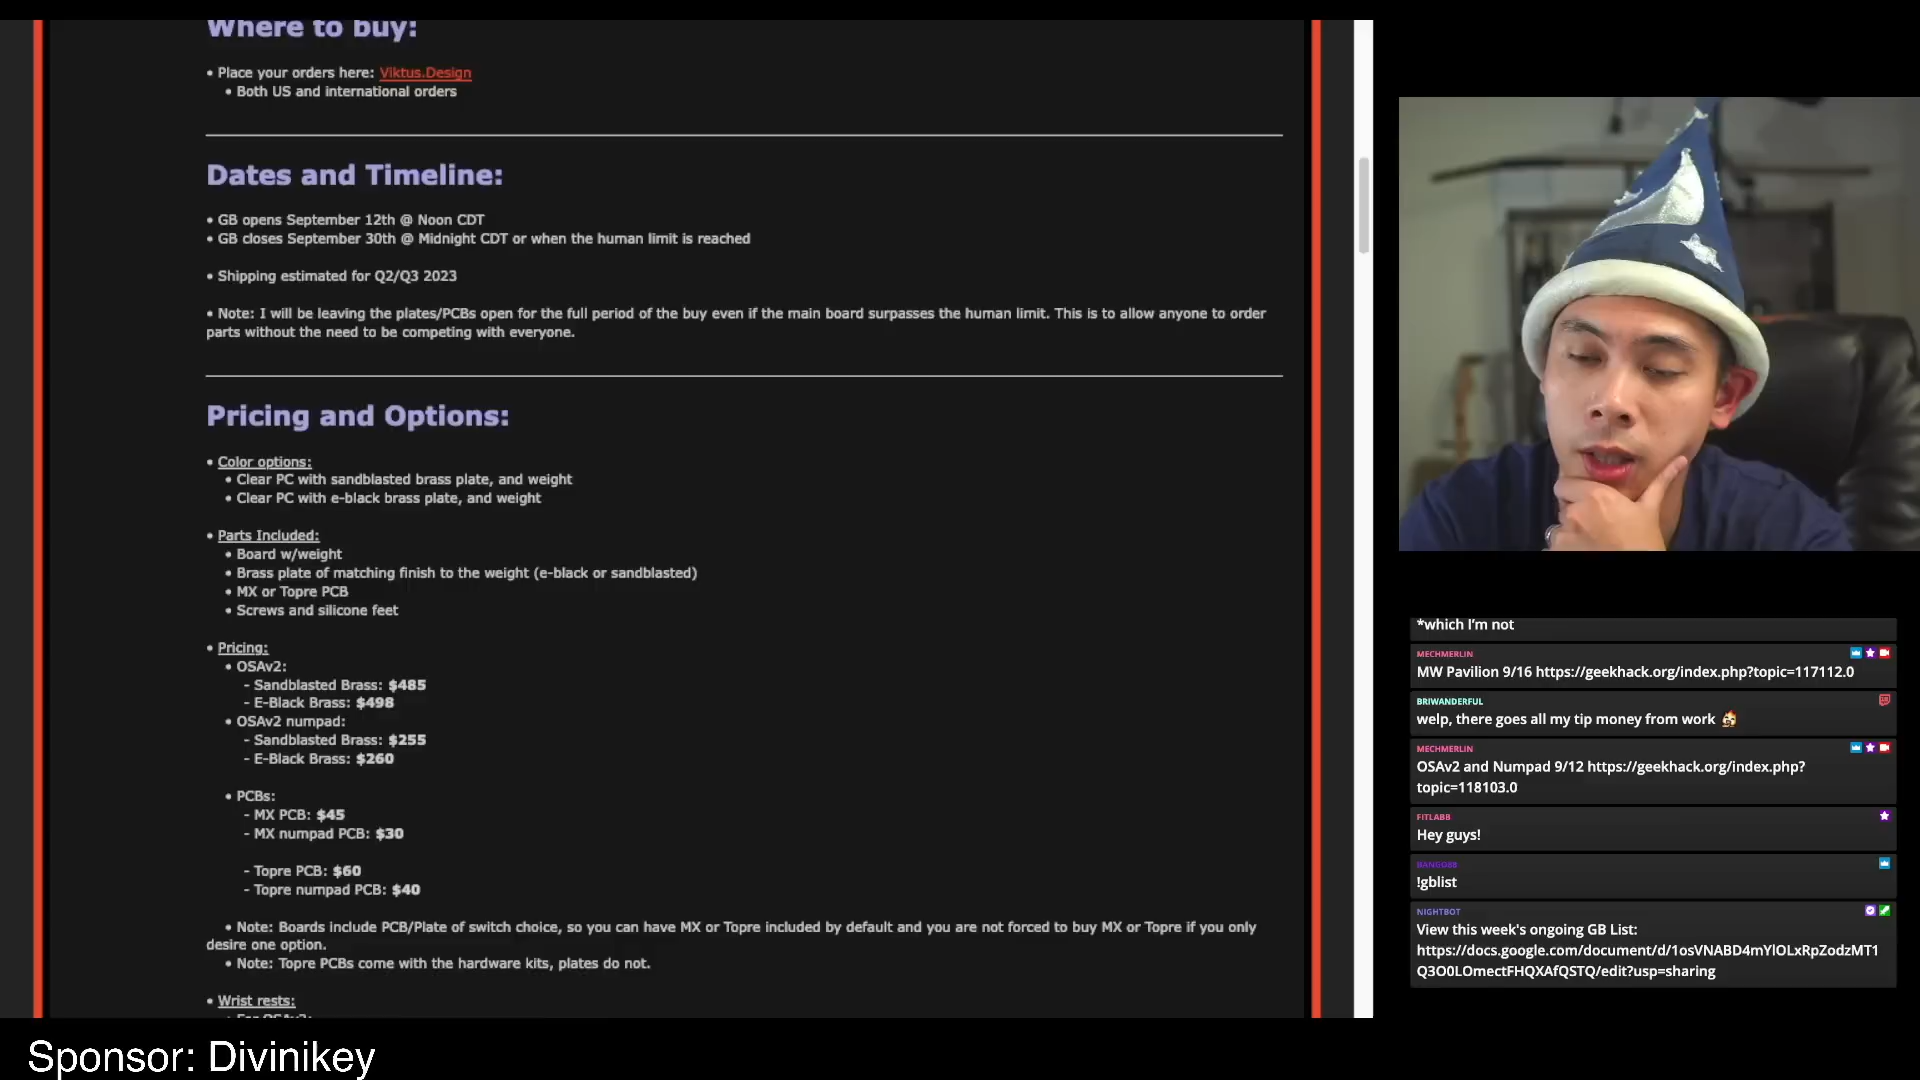 Where to buy:
• Place your orders here: Viktus.Design
• Both US and international orders
Dates and Timeline:
• GB opens September 12th @ Noon CDT
• GB closes September 30th @ Midnight CDT or when the human limit is reached
• Shipping estimated for Q2/Q3 2023
• Note: I will be leaving the plates/PCBs open for the full period of the buy even if the main board surpasses the human limit. This is to allow anyone to order
parts without the need to be competing with everyone.
Pricing and Options:
• Color options:
• Clear PC with sandblasted brass plate, and weight
• Clear PC with e-black brass plate, and weight
• Parts Included:
• Board w/weight
• Brass plate of matching finish to the weight (e-black or sandblasted)
• MX or Topre PCB
• Screws and silicone feet
• Pricing:
• OSAv2:
- Sandblasted Brass: $485
- E-Black Brass: $498
• OSAv2 numpad:
- Sandblasted Brass: $255
- E-Black Brass: $260
• PCBs:
- MX PCB: $45
- MX numpad PCB: $30
- Topre PCB: $60
- Topre numpad PCB: $40
• Note: Boards include PCB/Plate of switch choice, so you can have MX or Topre included by default and you are not forced to buy MX or Topre if you only
desire one option.
• Note: Topre PCBs come with the hardware kits, plates do not.
• Wrist rests:
• For OSAv2:
*which I'm not
MECHMERLIN
MW Pavilion 9/16 https://geekhack.org/index.php?topic=117112.0
BRIWANDERFUL
welp, there goes all my tip money from work
MECHMERLIN
OSAv2 and Numpad 9/12 https://geekhack.org/index.php?
topic=118103.0
FITLABB
Hey guys!
!gblist
NIGHTBOT
View this week's ongoing GB List:
https://docs.google.com/document/d/1osVNABD4mYlOLxRpZodzMT1
Q3O0LOmectFHQXAfQSTQ/edit?usp=sharing
Sponsor: Divinikey